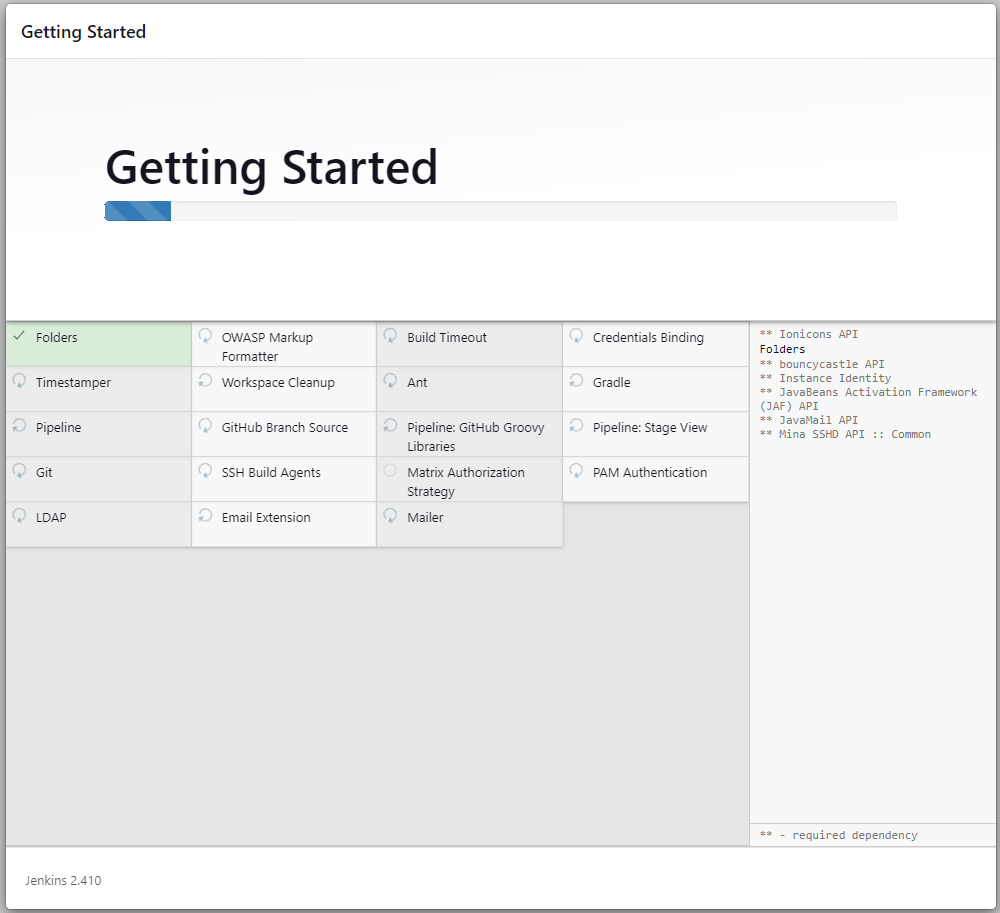 Getting Started
Getting Started
Folders
OWASP Markup
Formatter
Build Timeout
Credentials Binding
Timestamper
Workspace Cleanup
Ant
Gradle
Pipeline
GitHub Branch Source
Pipeline: GitHub Groovy
Libraries
Pipeline: Stage View
Git
SSH Build Agents
Matrix Authorization
Strategy
PAM Authentication
LDAP
Email Extension
Mailer
** Ionicons API
Folders
** bouncycastle API
** Instance Identity
** JavaBeans Activation Framework
(JAF) API
** JavaMail API
** Mina SSHD API :: Common
** - required dependency
Jenkins 2.410